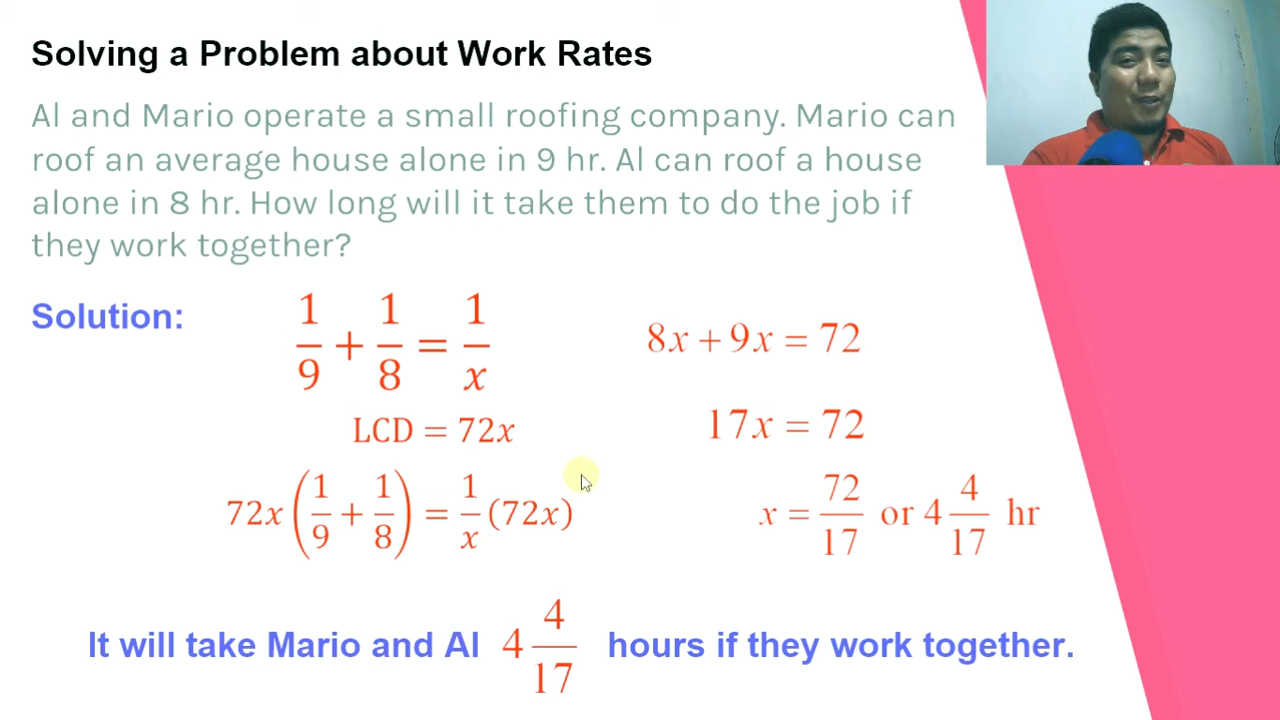 Solving a Problem about Work Rates
Al and Mario operate a small roofing company. Mario can
roof an average house alone in 9 hr. Al can roof a house
alone in 8 hr. How long will it take them to do the job if
they work together?
Solution:
1/9 + 1/8 = 1/x
LCD = 72x
72x(1/9 + 1/8) = 1/x (72x)
8x + 9x = 72
17x = 72
x = 72/17 or 4 4/17 hr
It will take Mario and Al 4 4/17 hours if they work together.